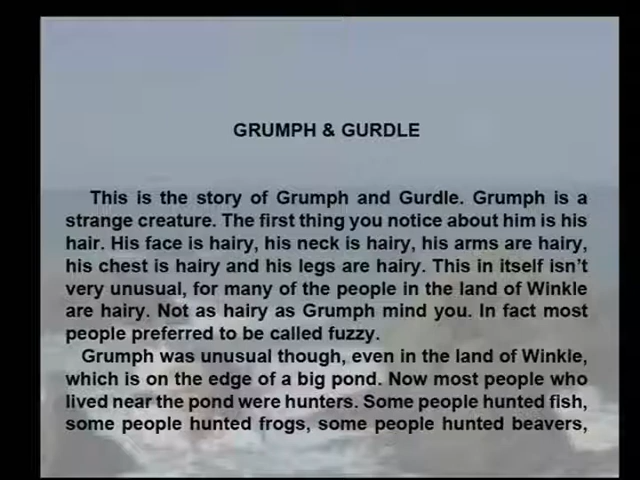 GRUMPH & GURDLE
This is the story of Grumph and Gurdle. Grumph is a
strange creature. The first thing you notice about him is his
hair. His face is hairy, his neck is hairy, his arms are hairy,
his chest is hairy and his legs are hairy. This in itself isn't
very unusual, for many of the people in the land of Winkle
are hairy. Not as hairy as Grumph mind you. In fact most
people preferred to be called fuzzy.
Grumph was unusual though, even in the land of Winkle,
which is on the edge of a big pond. Now most people who
lived near the pond were hunters. Some people hunted fish,
some people hunted frogs, some people hunted beavers,